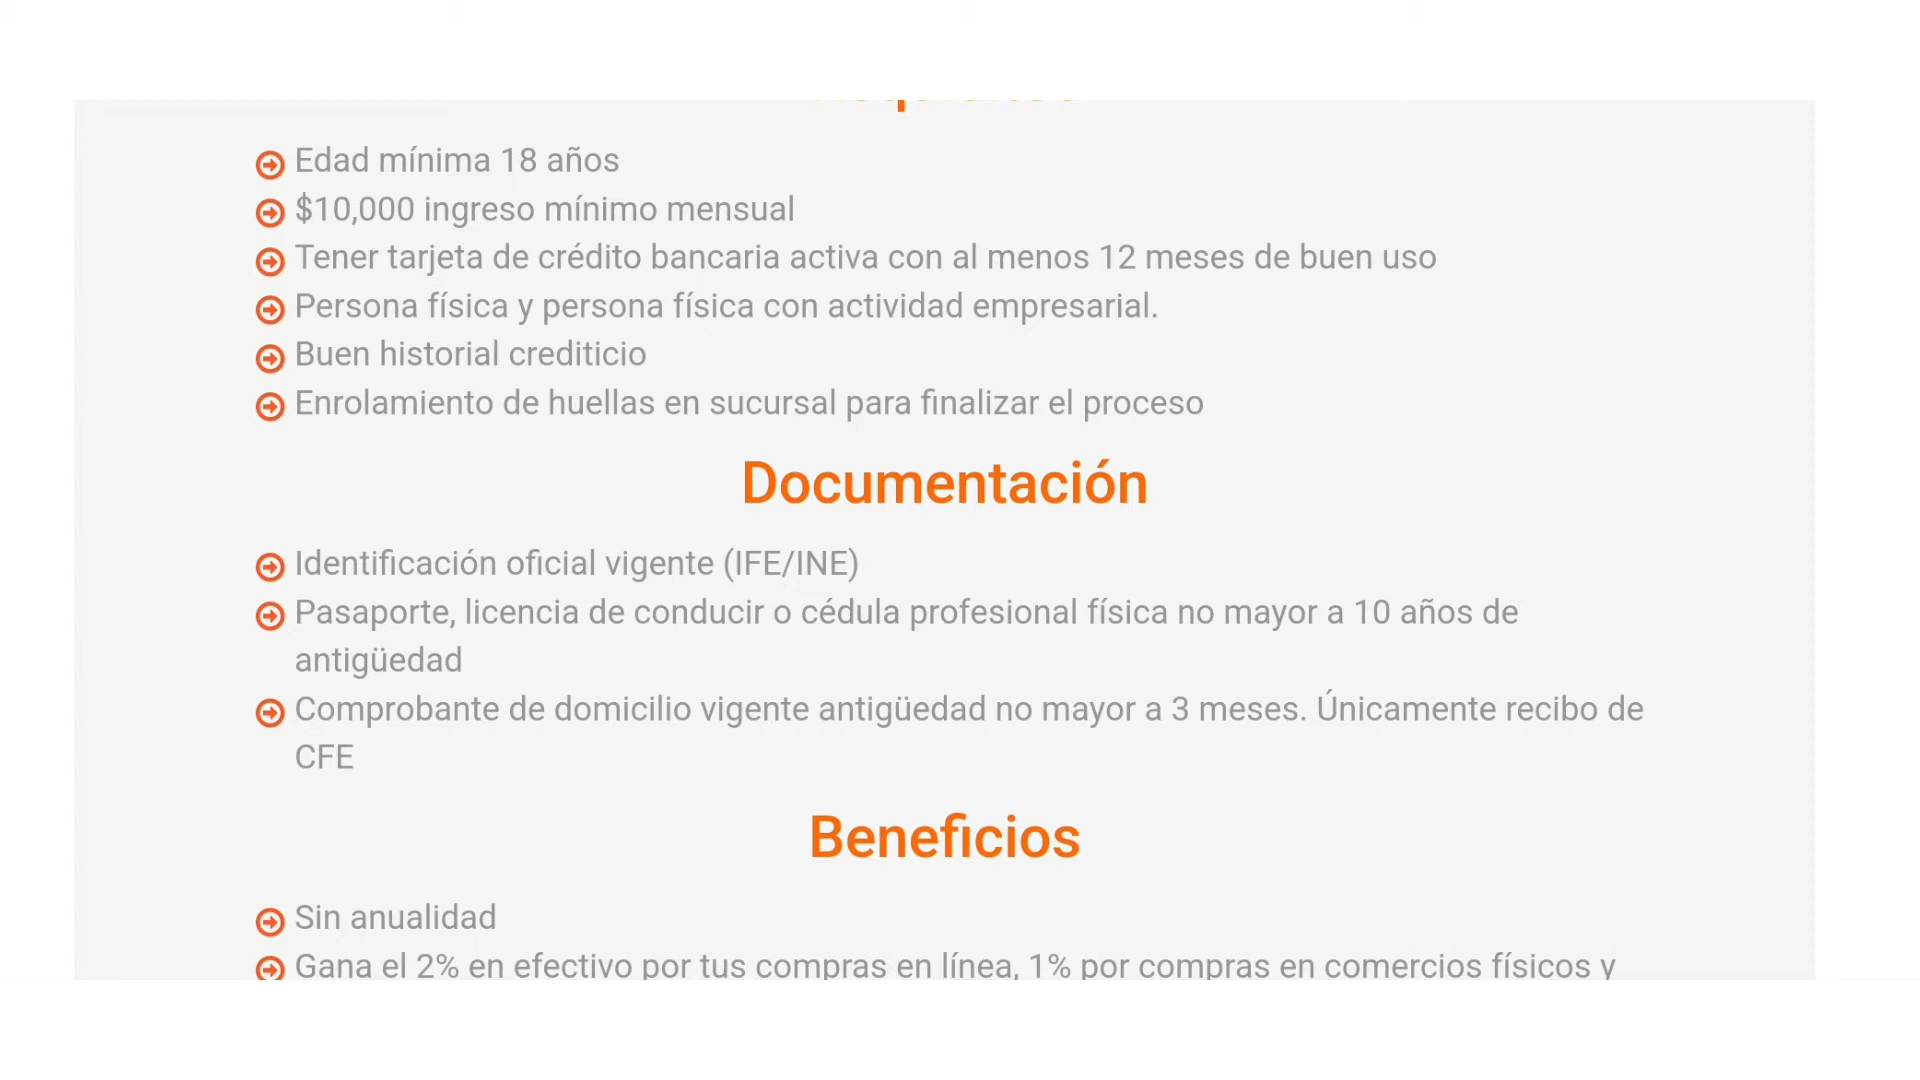 Edad mínima 18 años
$10,000 ingreso mínimo mensual
Tener tarjeta de crédito bancaria activa con al menos 12 meses de buen uso
Persona física y persona física con actividad empresarial.
Buen historial crediticio
Enrolamiento de huellas en sucursal para finalizar el proceso
Documentación
Identificación oficial vigente (IFE/INE)
Pasaporte, licencia de conducir o cédula profesional física no mayor a 10 años de
antigüedad
Comprobante de domicilio vigente antigüedad no mayor a 3 meses. Únicamente recibo de
CFE
Beneficios
Sin anualidad
Gana el 2% en efectivo por tus compras en línea, 1% por compras en comercios físicos y